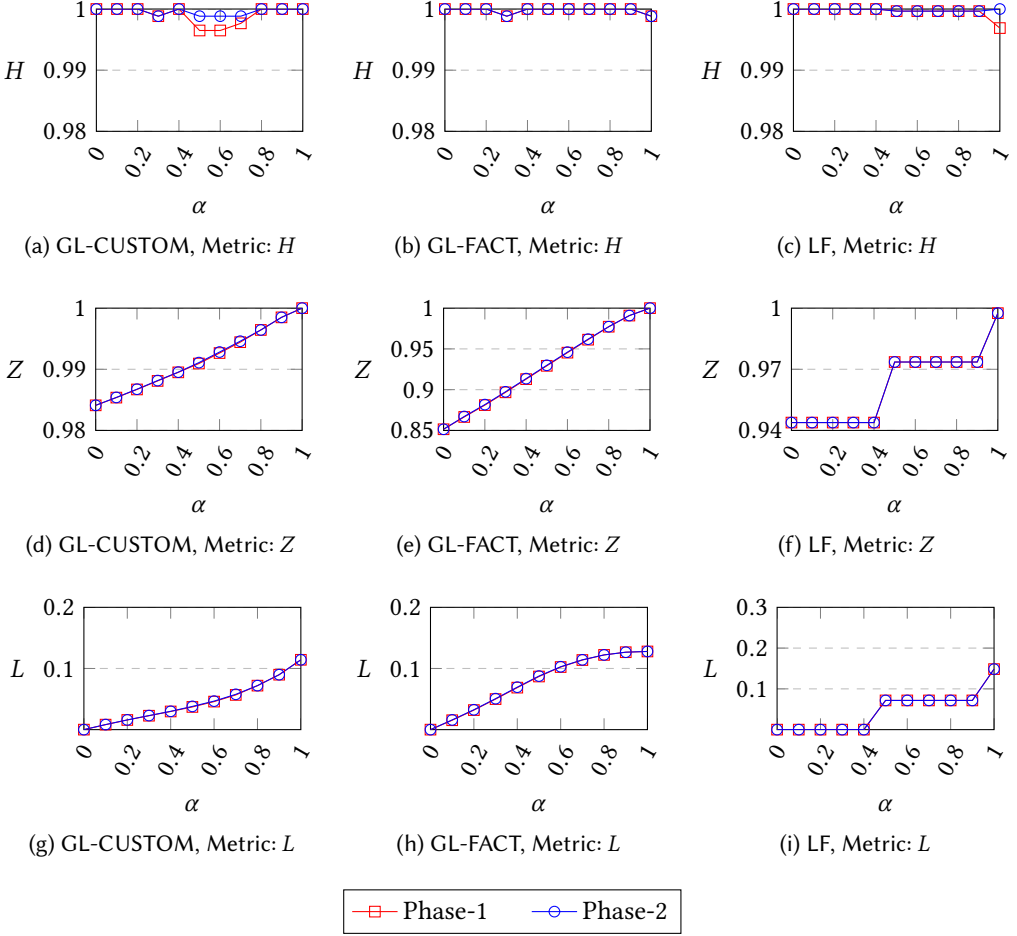 1
0.99
0.98
H
0
0.2
0.4
0.6
0.8
1
α
(a) GL-CUSTOM, Metric: H
1
0.99
0.98
H
0
0.2
0.4
0.6
0.8
1
α
(b) GL-FACT, Metric: H
1
0.99
0.98
H
0
0.2
0.4
0.6
0.8
1
α
(c) LF, Metric: H
1
0.99
0.98
Z
0
0.2
0.4
0.6
0.8
1
α
(d) GL-CUSTOM, Metric: Z
1
0.95
0.9
0.85
Z
0
0.2
0.4
0.6
0.8
1
α
(e) GL-FACT, Metric: Z
1
0.97
0.94
Z
0
0.2
0.4
0.6
0.8
1
α
(f) LF, Metric: Z
0.2
0.1
L
0
0.2
0.4
0.6
0.8
1
α
(g) GL-CUSTOM, Metric: L
0.2
0.1
L
0
0.2
0.4
0.6
0.8
1
α
(h) GL-FACT, Metric: L
0.3
0.2
0.1
L
0
0.2
0.4
0.6
0.8
1
α
(i) LF, Metric: L
Phase-1 Phase-2